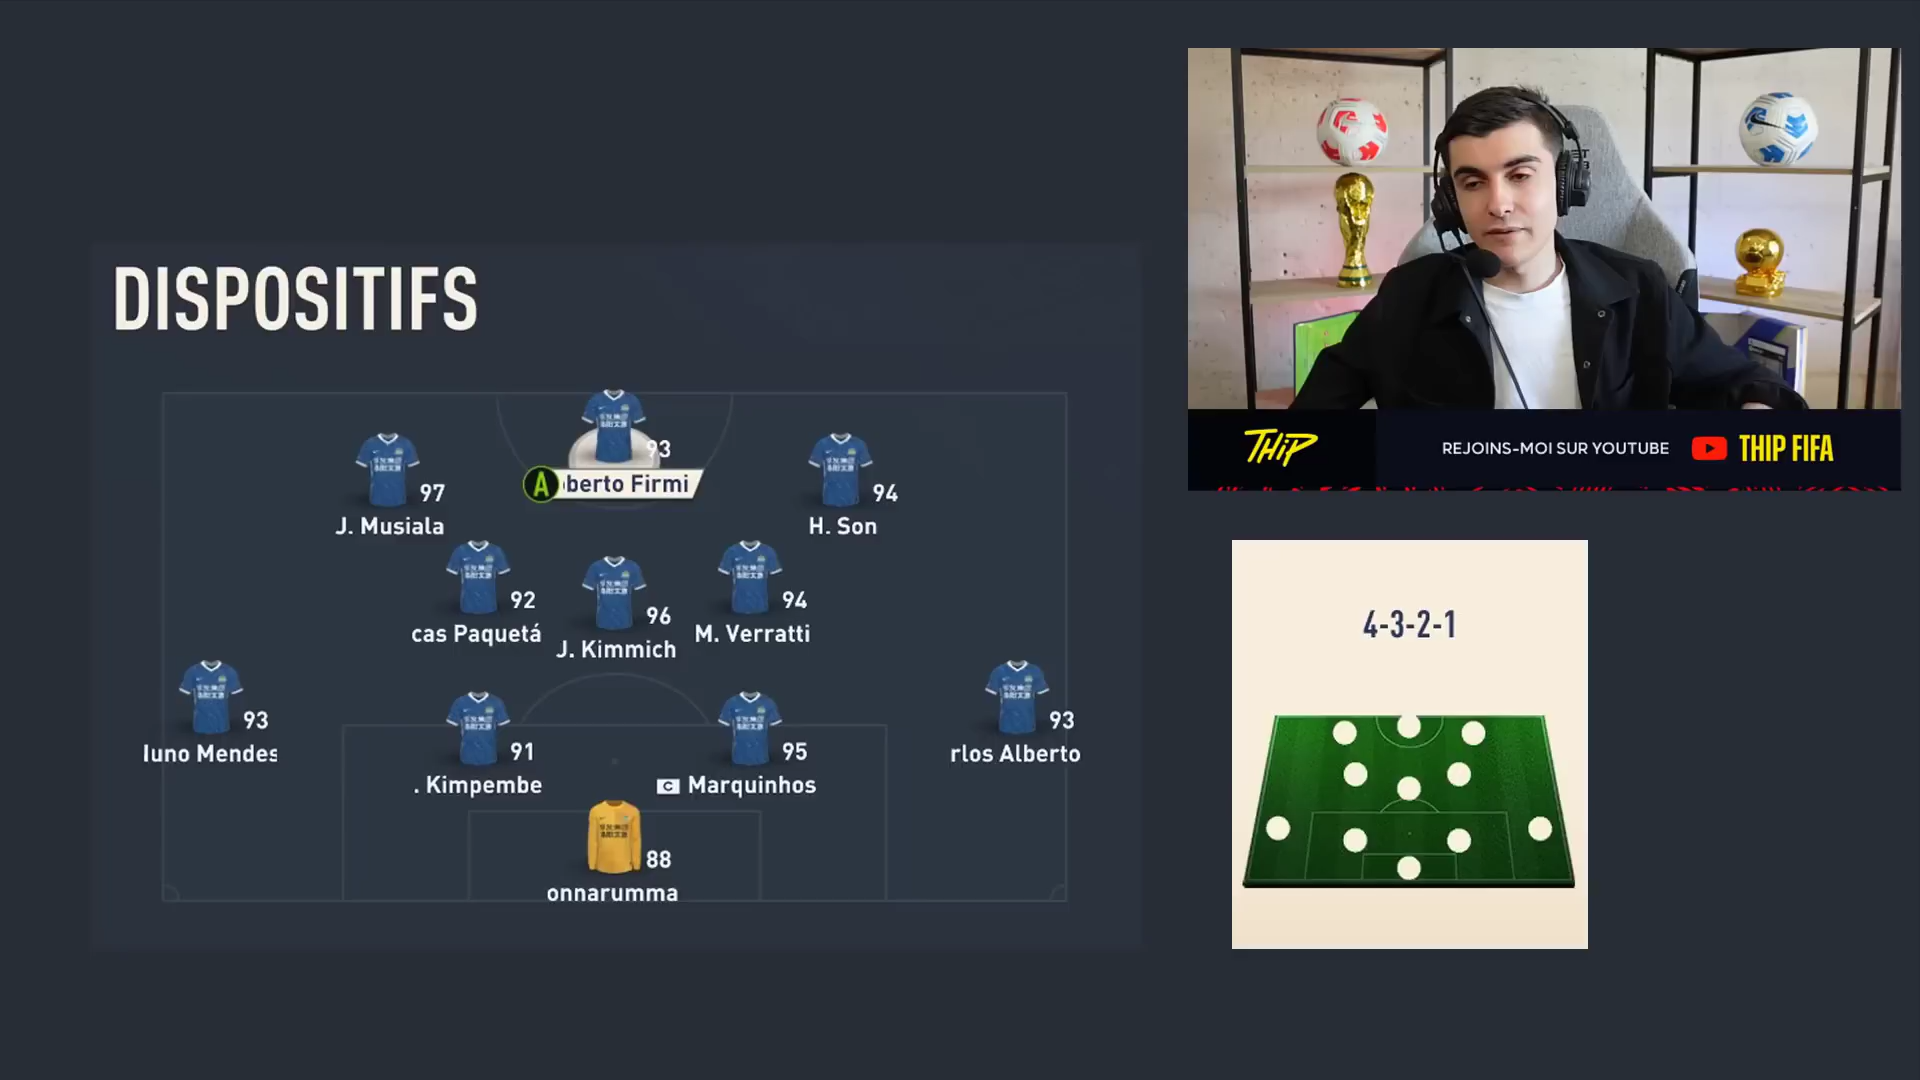 DISPOSITIFS
93
berto Firmi
A
97
J. Musiala
94
H. Son
92
cas Paquetá
96
J. Kimmich
94
M. Verratti
93
luno Mendes
91
. Kimpembe
95
C Marquinhos
93
rlos Alberto
88
onnarumma
THIP
REJOINS-MOI SUR YOUTUBE
THIP FIFA
4-3-2-1